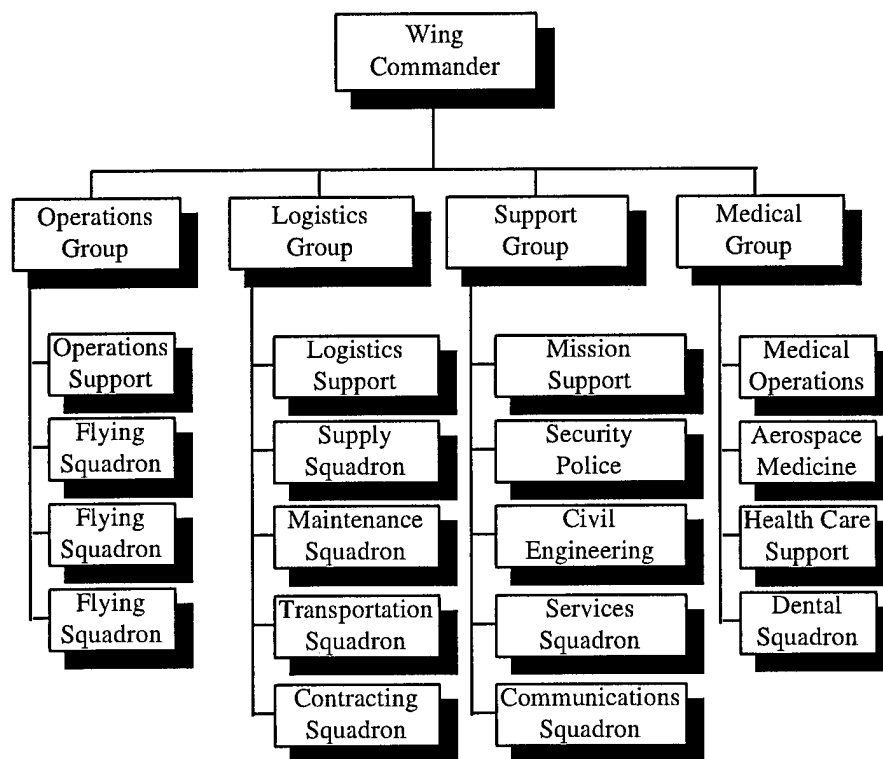 Wing
Commander
Operations
Group
Logistics
Group
Support
Group
Medical
Group
Operations
Support
Flying
Squadron
Flying
Squadron
Flying
Squadron
Logistics
Support
Supply
Squadron
Maintenance
Squadron
Transportation
Squadron
Contracting
Squadron
Mission
Support
Security
Police
Civil
Engineering
Services
Squadron
Communications
Squadron
Medical
Operations
Aerospace
Medicine
Health Care
Support
Dental
Squadron